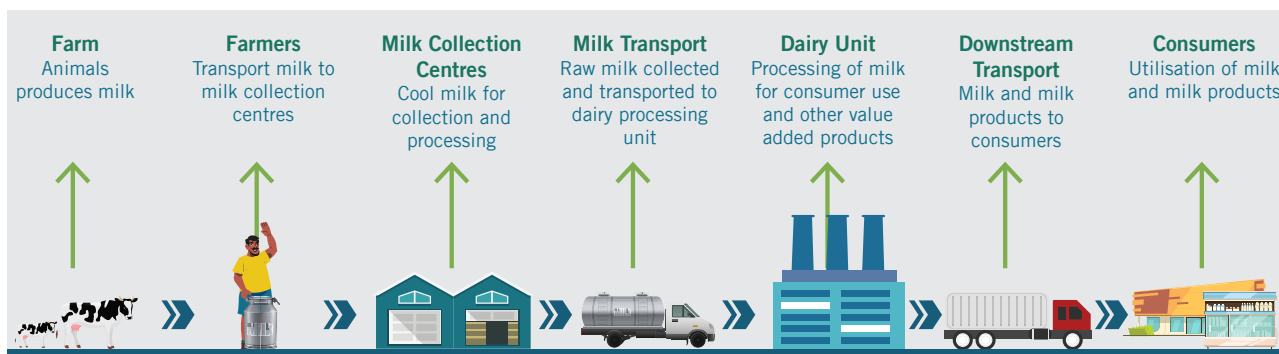 Farm
Animals
produces milk
Farmers
Transport milk to
milk collection
centres
Milk Collection
Centres
Cool milk for
collection and
processing
Milk Transport
Raw milk collected
and transported to
dairy processing
unit
Dairy Unit
Processing of milk
for consumer use
and other value
added products
Downstream
Transport
Milk and milk
products to
consumers
Consumers
Utilisation of milk
and milk products